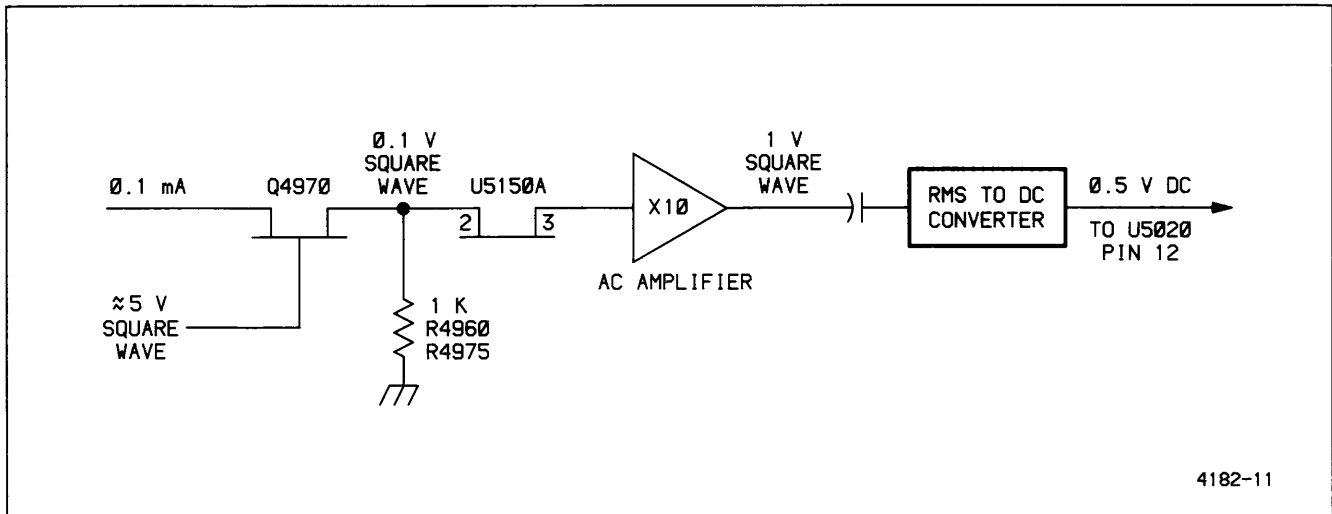 0.1 mA
Q4970
0.1 V
SQUARE
WAVE
U5150A
2
3
≈5 V
SQUARE
WAVE
1 K
R4960
R4975
X10
AC AMPLIFIER
1 V
SQUARE
WAVE
RMS TO DC
CONVERTER
0.5 V DC
TO U5020
PIN 12
4182-11